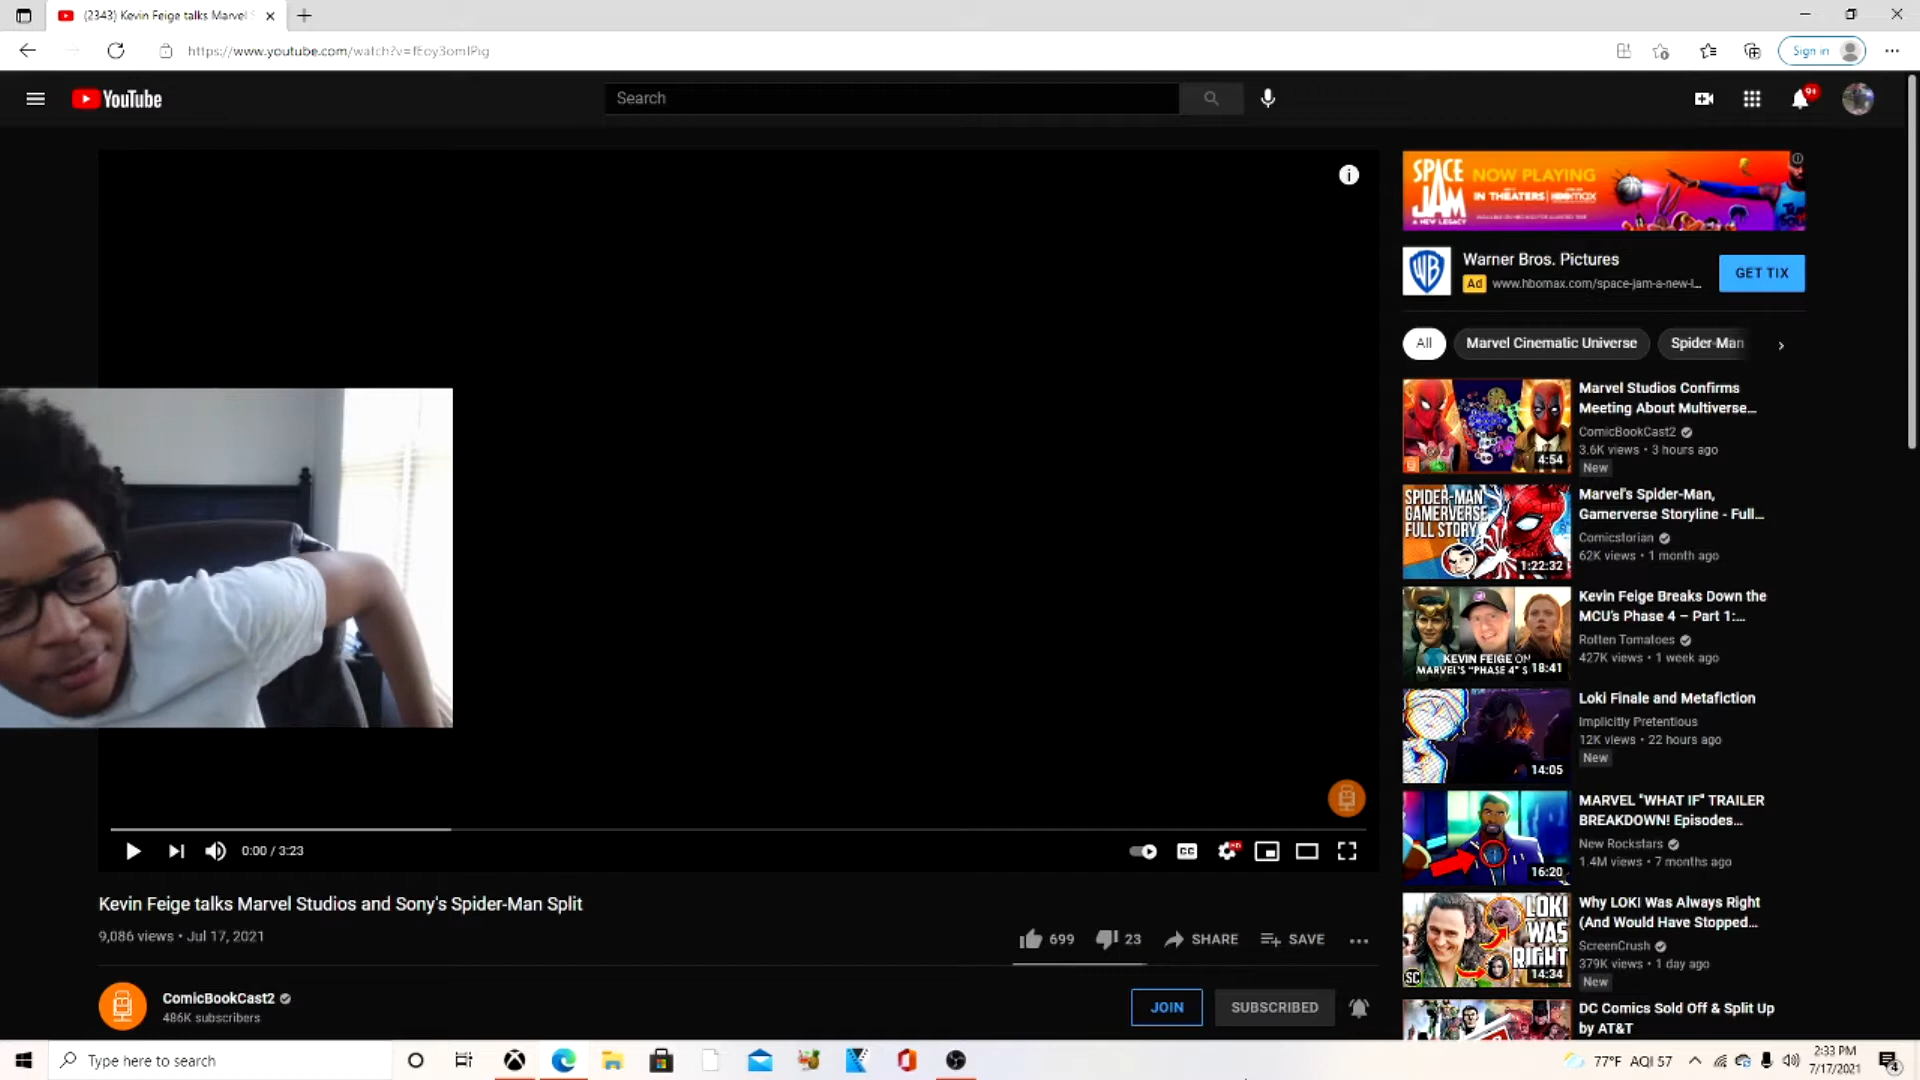 (2343) Kevin Feige talks Marvel S
https://www.youtube.com/watch?v=fEoy3omlPig
Sign in
YouTube
Search
9+
SPACE JAM
A NEW LEGACY
NOW PLAYING
IN THEATERS | HBOMAX
Warner Bros. Pictures
Ad www.hbomax.com/space-jam-a-new-l...
GET TIX
All
Marvel Cinematic Universe
Spider-Man
Marvel Studios Confirms
Meeting About Multiverse...
ComicBookCast2
3.6K views • 3 hours ago
New
4:54
SPIDER-MAN
GAMERVERSE
FULL STORY
1:22:32
Marvel's Spider-Man,
Gamerverse Storyline - Full...
Comicstorian
62K views • 1 month ago
KEVIN FEIGE ON
MARVEL'S "PHASE 4"
18:41
Kevin Feige Breaks Down the
MCU's Phase 4 – Part 1:...
Rotten Tomatoes
427K views • 1 week ago
14:05
Loki Finale and Metafiction
Implicitly Pretentious
12K views • 22 hours ago
New
16:20
MARVEL "WHAT IF" TRAILER
BREAKDOWN! Episodes...
New Rockstars
1.4M views • 7 months ago
LOKI
WAS
RIGHT
SC
14:34
Why LOKI Was Always Right
(And Would Have Stopped...
ScreenCrush
379K views • 1 day ago
New
DC Comics Sold Off & Split Up
by AT&T
0:00 / 3:23
CC
HD
Kevin Feige talks Marvel Studios and Sony's Spider-Man Split
9,086 views • Jul 17, 2021
699
23
SHARE
SAVE
ComicBookCast2
486K subscribers
JOIN
SUBSCRIBED
Type here to search
77°F AQI 57
2:33 PM
7/17/2021
4